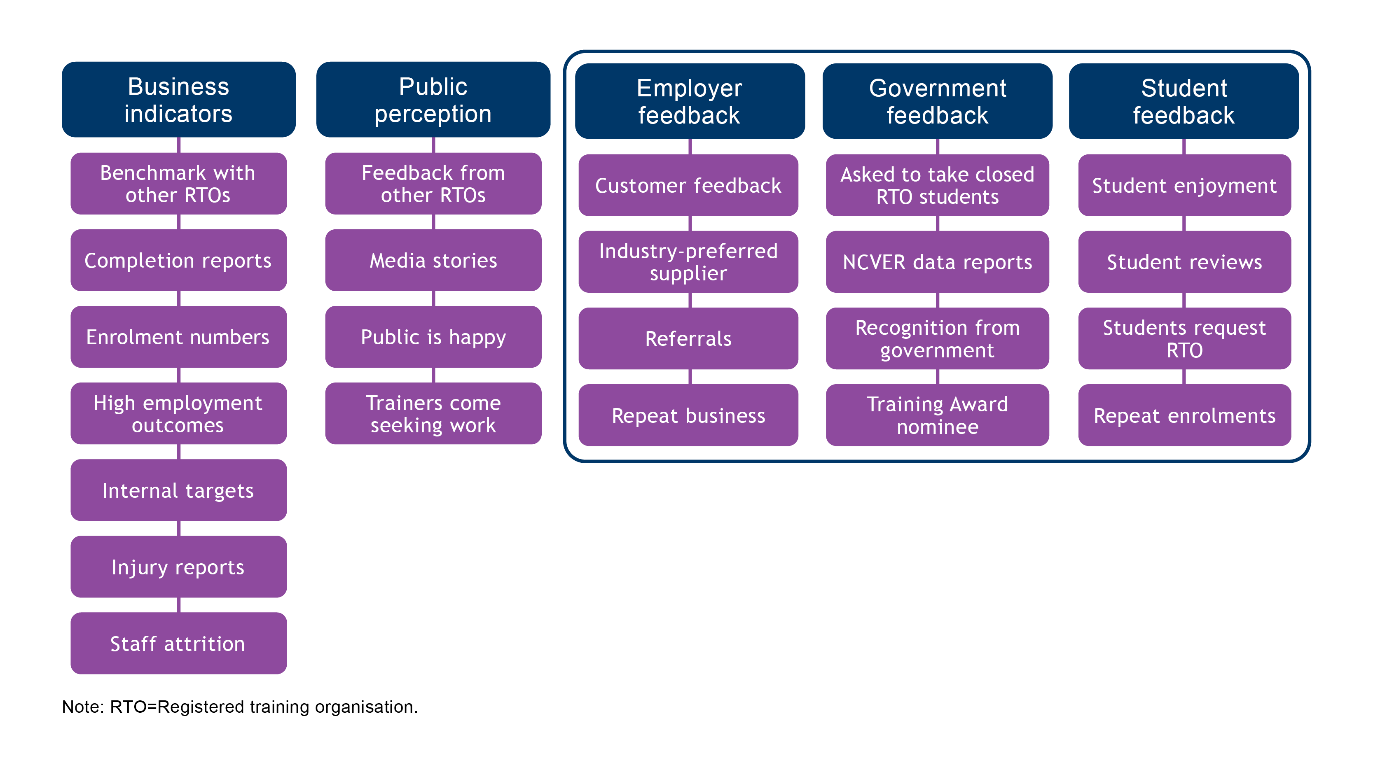 Business
indicators
Benchmark with
other RTOs
Completion reports
Enrolment numbers
High employment
outcomes
Internal targets
Injury reports
Staff attrition
Public
perception
Feedback from
other RTOs
Media stories
Public is happy
Trainers come
seeking work
Employer
feedback
Customer feedback
Industry-preferred
supplier
Referrals
Repeat business
Government
feedback
Asked to take closed
RTO students
NCVER data reports
Recognition from
government
Training Award
nominee
Student
feedback
Student enjoyment
Student reviews
Students request
RTO
Repeat enrolments
Note: RTO=Registered training organisation.